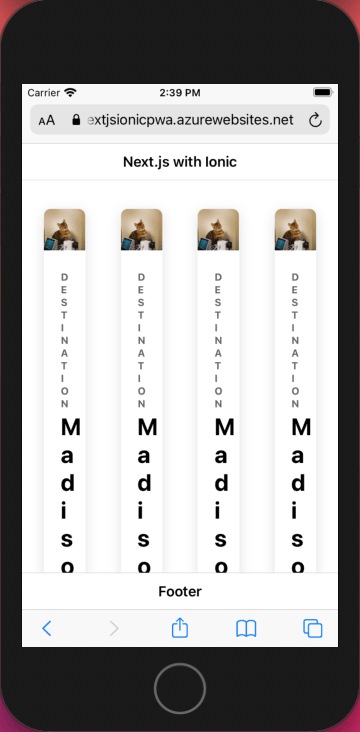 Carrier 2:39 PM
AA extjsionicpwa.azurewebsites.net
Next.js with Ionic
DESTINATION DESTINATION DESTINATION DESTINATION
Madiso Madiso Madiso Madiso
Footer